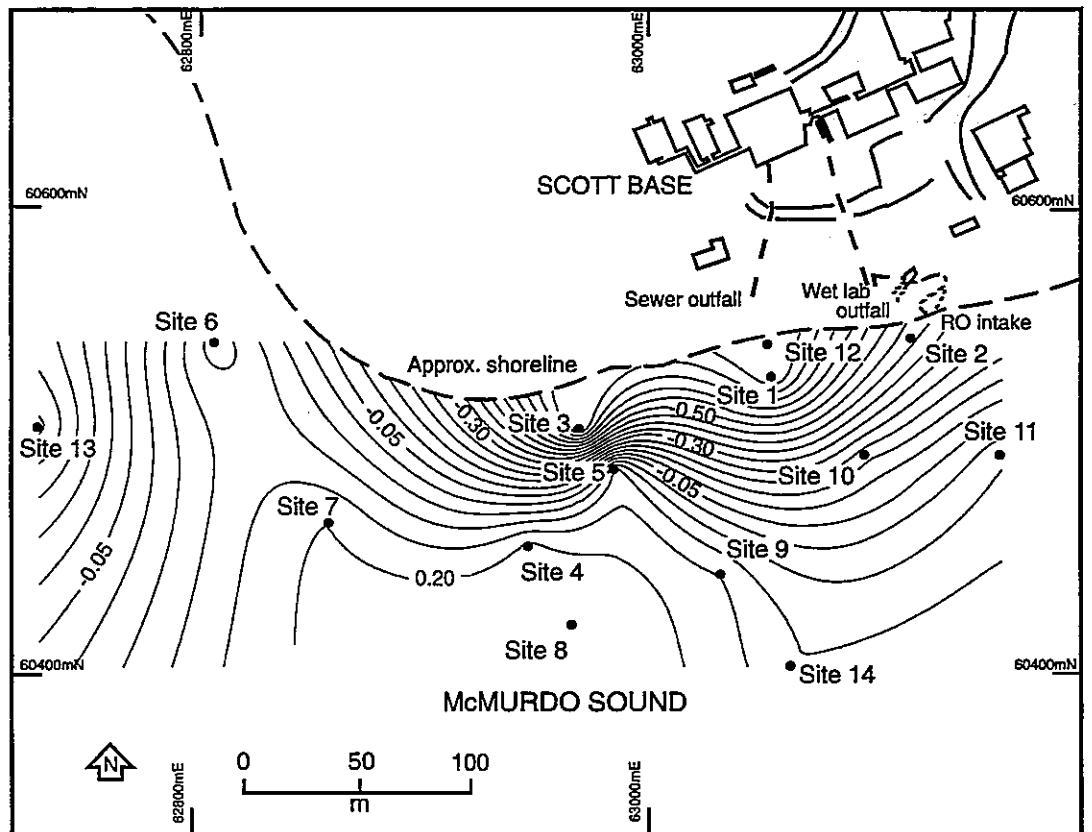 62800mE
63000mE
SCOTT BASE
60600mN
60600mN
Sewer outfall
Wet lab
outfall
RO intake
Site 6
Site 12
Site 2
Approx. shoreline
Site 1
-0.50
-0.30
-0.05
Site 3
-0.30
Site 11
Site 13
Site 5
-0.05
Site 10
Site 7
Site 9
-0.05
0.20
Site 4
Site 8
60400mN
60400mN
Site 14
McMURDO SOUND
N
0 50 100
m
62800mE
63000mE